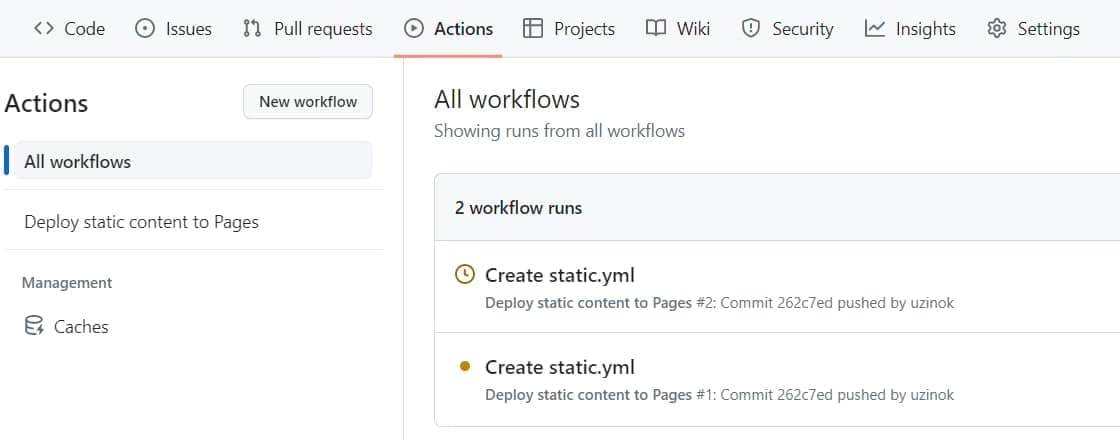 Code Issues Pull requests Actions Projects Wiki Security Insights Settings
Actions
New workflow
All workflows
Deploy static content to Pages
Management
Caches
All workflows
Showing runs from all workflows
2 workflow runs
Create static.yml
Deploy static content to Pages #2: Commit 262c7ed pushed by uzinok
Create static.yml
Deploy static content to Pages #1: Commit 262c7ed pushed by uzinok